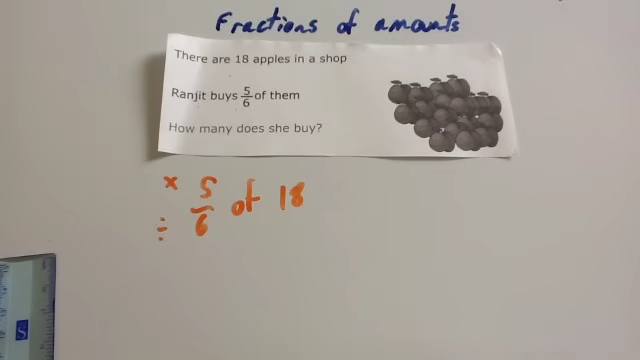 Fractions of amounts
There are 18 apples in a shop
Ranjit buys 5/6 of them
How many does she buy?
× 5/6 of 18
÷